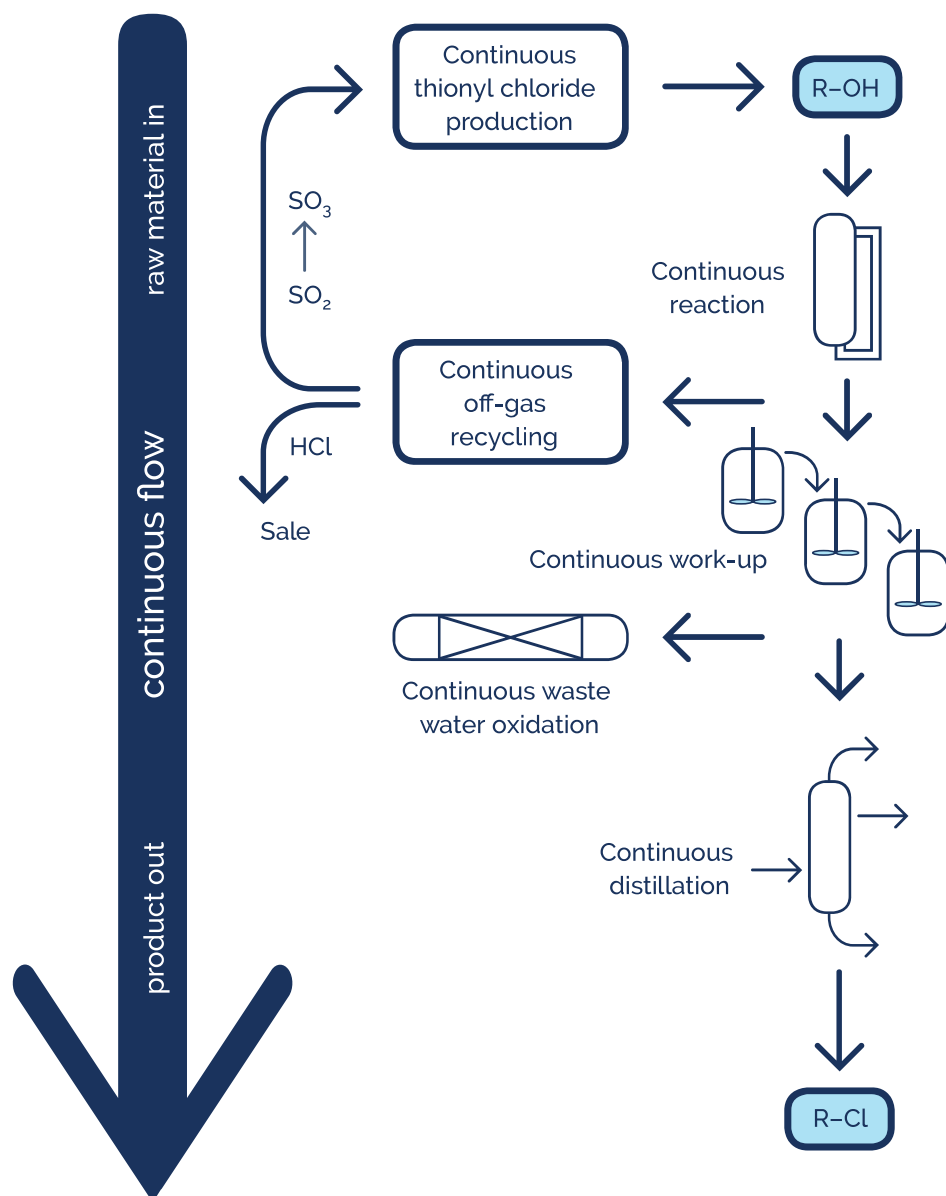 raw material in
continuous flow
product out
Continuous
thionyl chloride
production
R–OH
SO₃
SO₂
Continuous
reaction
Continuous
off-gas
recycling
HCl
Sale
Continuous work-up
Continuous waste
water oxidation
Continuous
distillation
R–Cl